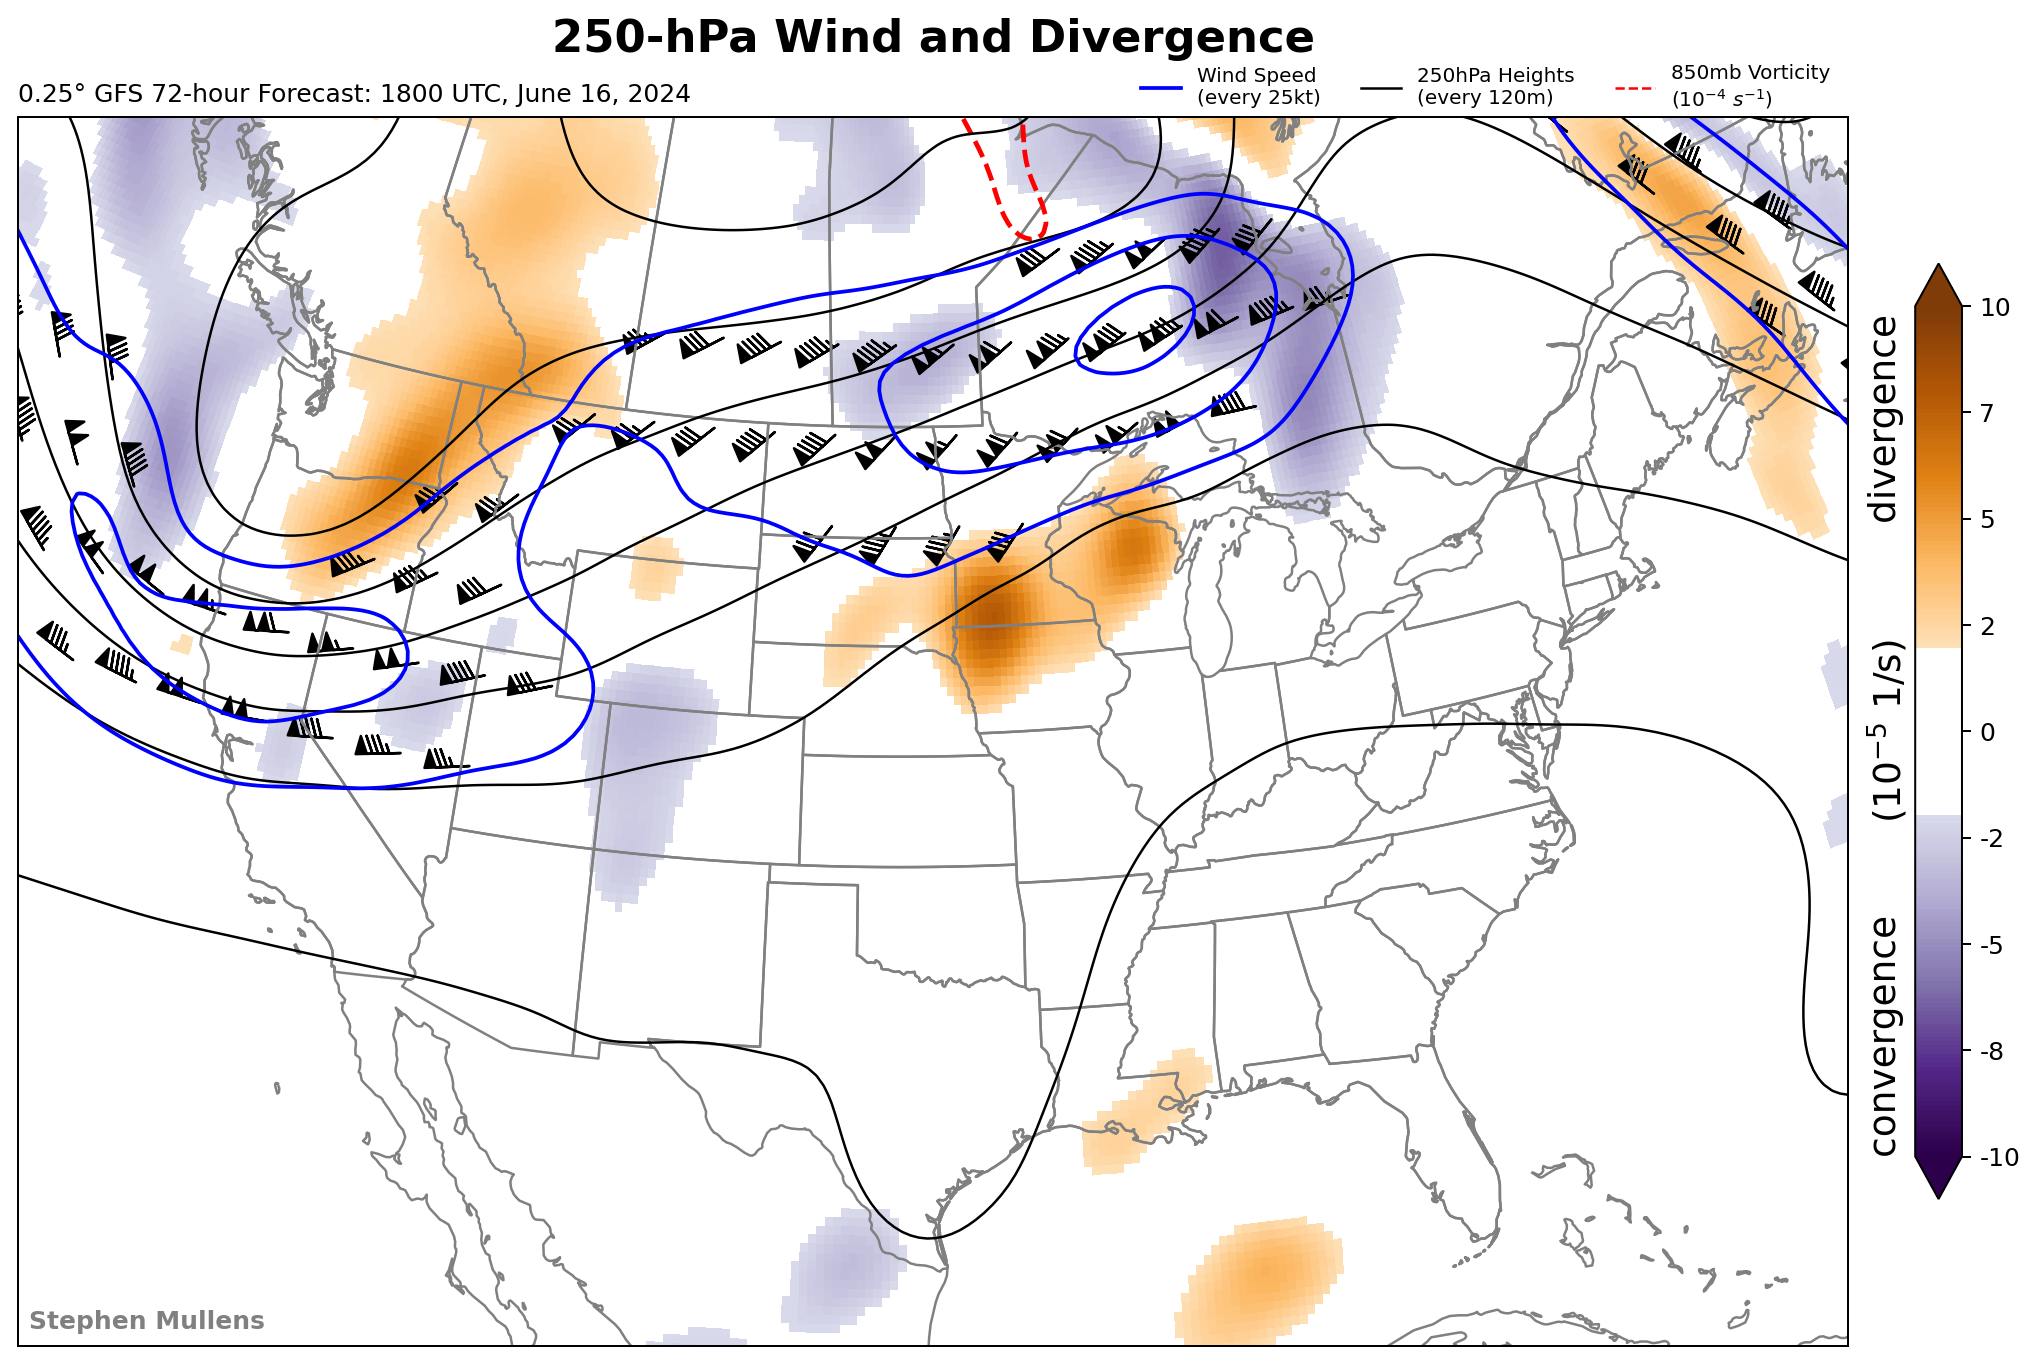 250-hPa Wind and Divergence
0.25° GFS 72-hour Forecast: 1800 UTC, June 16, 2024
Wind Speed
(every 25kt)
250hPa Heights
(every 120m)
850mb Vorticity
(10⁻⁴ s⁻¹)
10
7
5
2
0
-2
-5
-8
-10
convergence (10⁻⁵ 1/s) divergence
Stephen Mullens